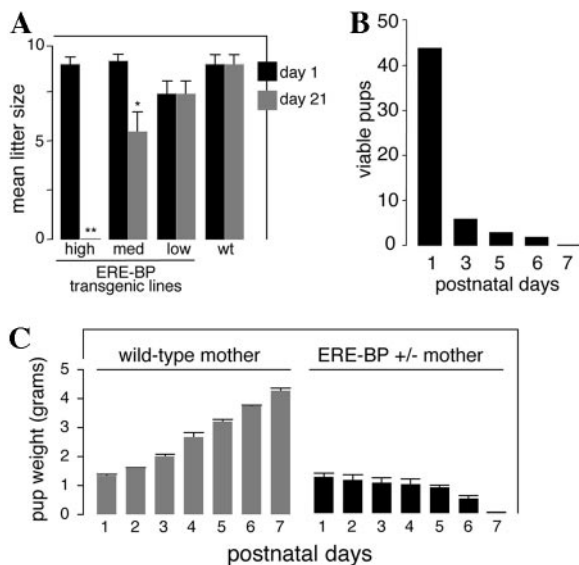 A
10
5
0
mean litter size
day 1
day 21
**
*
high med low wt
ERE-BP
transgenic lines
B
50
40
30
20
10
0
viable pups
1 3 5 6 7
postnatal days
C
wild-type mother ERE-BP +/- mother
5
4
3
2
1
0
pup weight (grams)
1 2 3 4 5 6 7 1 2 3 4 5 6 7
postnatal days